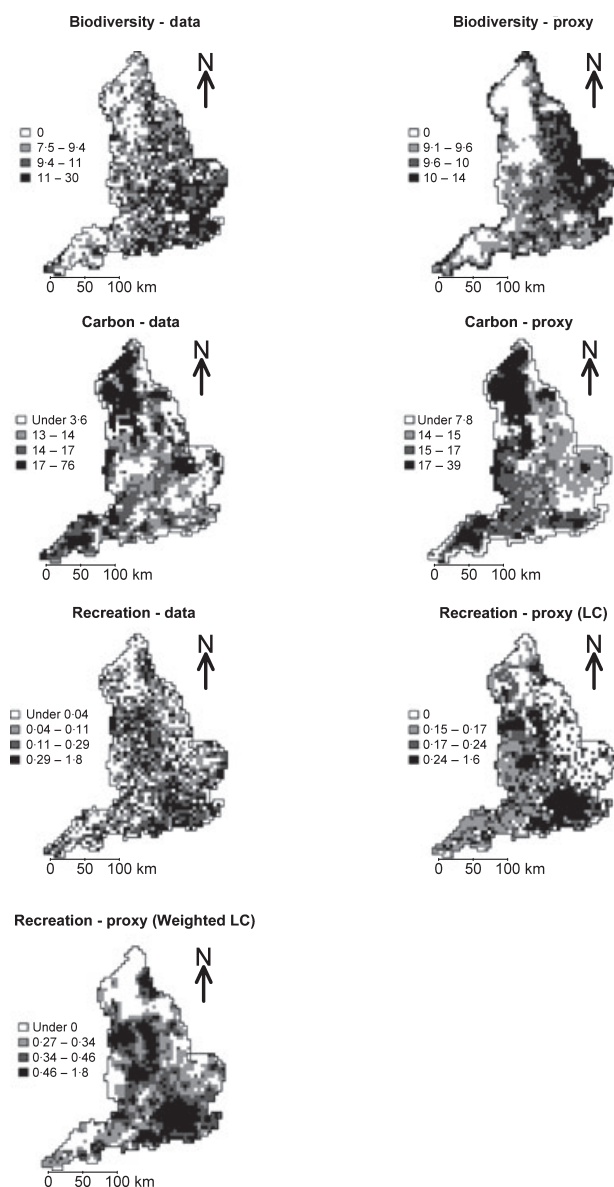 Biodiversity - data
N
0
7·5 – 9·4
9·4 – 11
11 – 30
0 50 100 km
Biodiversity - proxy
N
0
9·1 – 9·6
9·6 – 10
10 – 14
0 50 100 km
Carbon - data
N
Under 3·6
13 – 14
14 – 17
17 – 76
0 50 100 km
Carbon - proxy
N
Under 7·8
14 – 15
15 – 17
17 – 39
0 50 100 km
Recreation - data
N
Under 0·04
0·04 – 0·11
0·11 – 0·29
0·29 – 1·8
0 50 100 km
Recreation - proxy (LC)
N
0
0·15 – 0·17
0·17 – 0·24
0·24 – 1·6
0 50 100 km
Recreation - proxy (Weighted LC)
N
Under 0
0·27 – 0·34
0·34 – 0·46
0·46 – 1·8
0 50 100 km